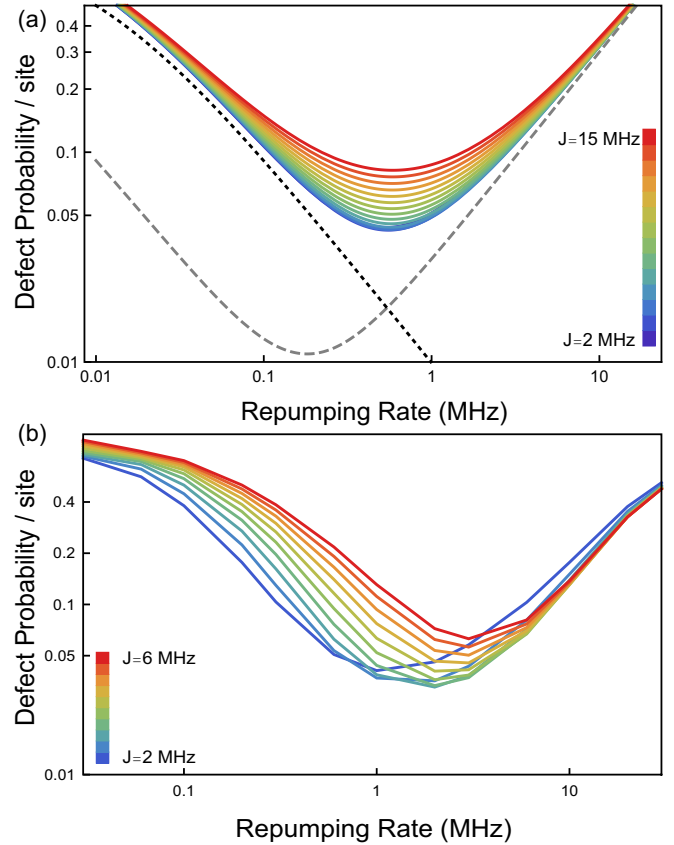 (a)
0.4
0.3
0.2
0.1
0.05
0.01
Defect Probability / site
J=15 MHz
J=2 MHz
0.01
0.1
1
10
Repumping Rate (MHz)
(b)
0.4
0.2
0.1
0.05
0.01
Defect Probability / site
J=6 MHz
J=2 MHz
0.1
1
10
Repumping Rate (MHz)